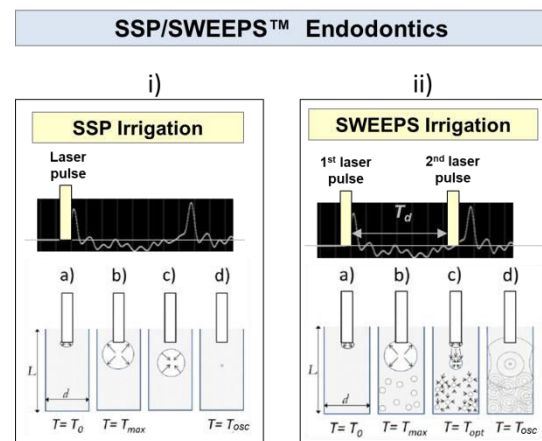 SSP/SWEEPS™ Endodontics
i)
SSP Irrigation
Laser
pulse
a) b) c) d)
L
d
T= T0 T= Tmax T= Tosc
ii)
SWEEPS Irrigation
1st laser
pulse
2nd laser
pulse
Td
a) b) c) d)
L
d
T= T0 T= Tmax T= Topt T= Tosc